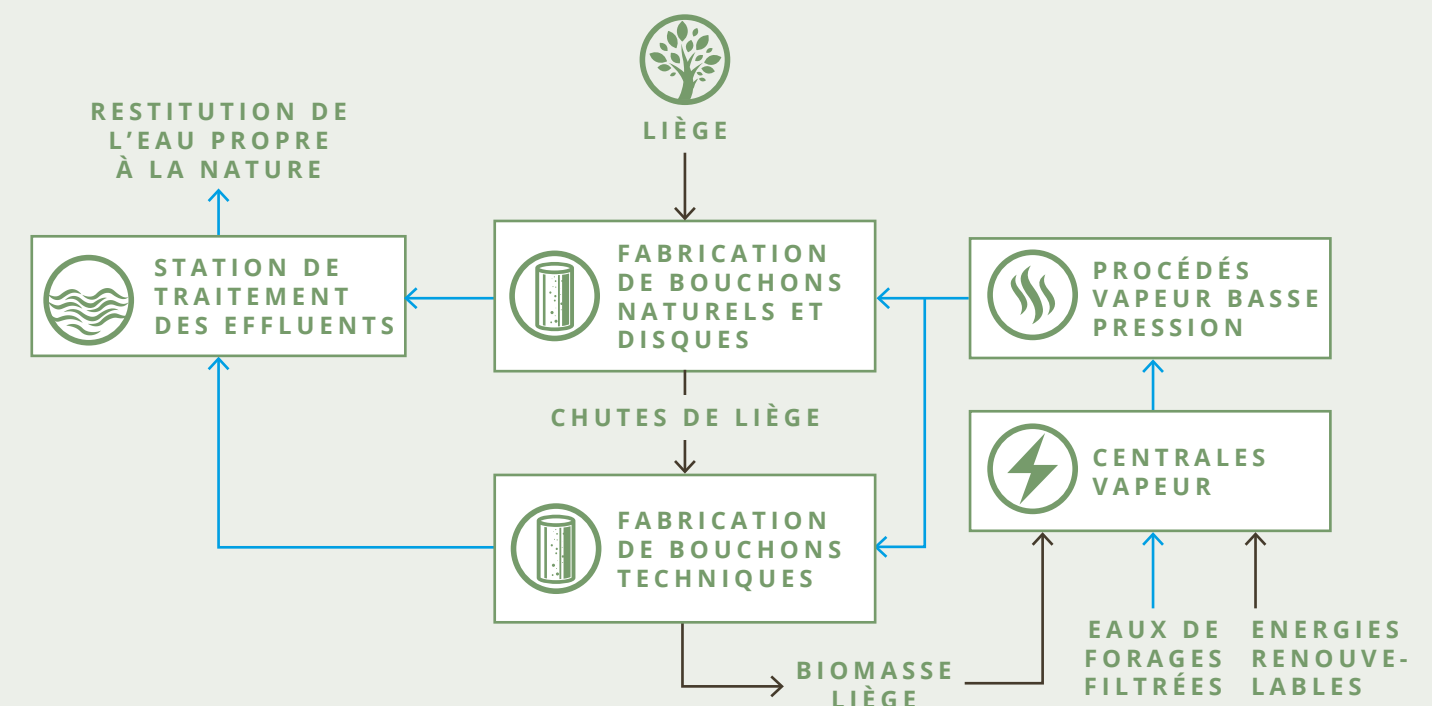 LIÈGE
RESTITUTION DE
L’EAU PROPRE
À LA NATURE
STATION DE
TRAITEMENT
DES EFFLUENTS
FABRICATION
DE BOUCHONS
NATURELS ET
DISQUES
PROCÉDÉS
VAPEUR BASSE
PRESSION
CHUTES DE LIÈGE
CENTRALES
VAPEUR
FABRICATION
DE BOUCHONS
TECHNIQUES
BIOMASSE
LIÈGE
EAUX DE
FORAGES
FILTRÉES
ENERGIES
RENOUVE-
LABLES